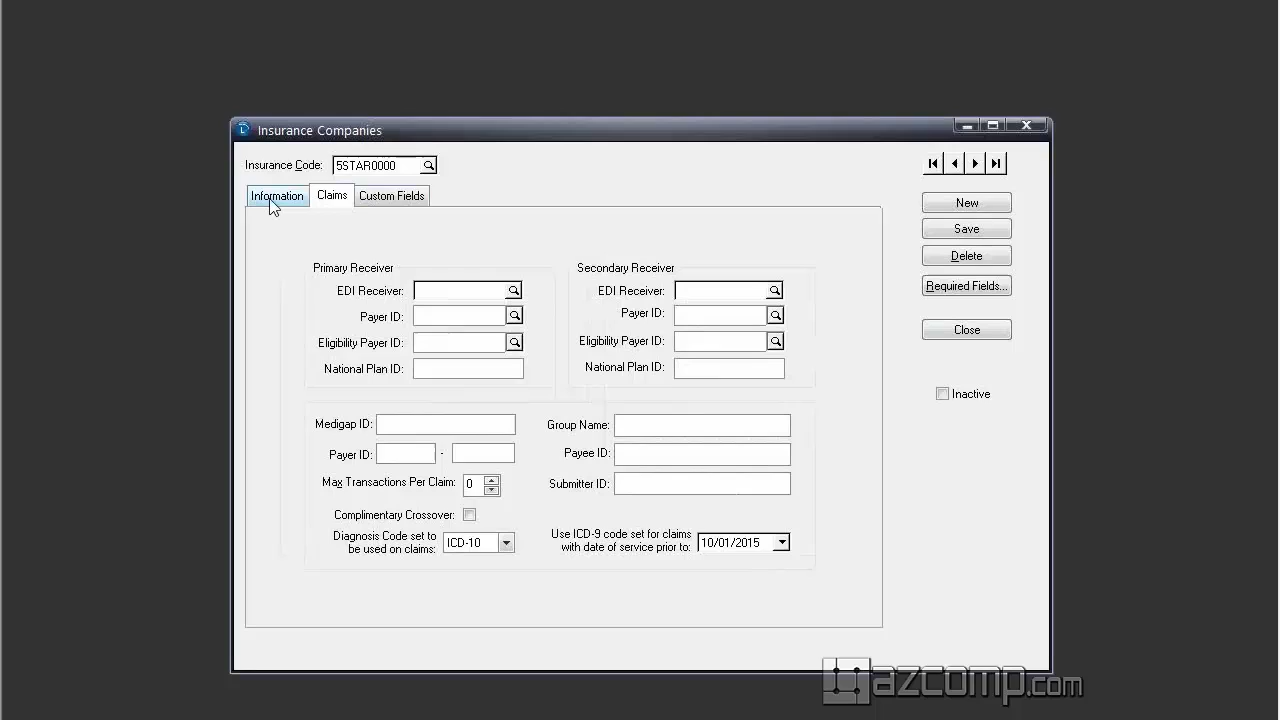 Insurance Companies
Insurance Code: 5STAR0000
Information Claims Custom Fields
New
Save
Delete
Required Fields...
Close
Inactive
Primary Receiver
EDI Receiver:
Payer ID:
Eligibility Payer ID:
National Plan ID:
Secondary Receiver
EDI Receiver:
Payer ID:
Eligibility Payer ID:
National Plan ID:
Medigap ID:
Payer ID: -
Max Transactions Per Claim: 0
Complimentary Crossover:
Diagnosis Code set to
be used on claims: ICD-10
Group Name:
Payee ID:
Submitter ID:
Use ICD-9 code set for claims
with date of service prior to: 10/01/2015
azcomp.com